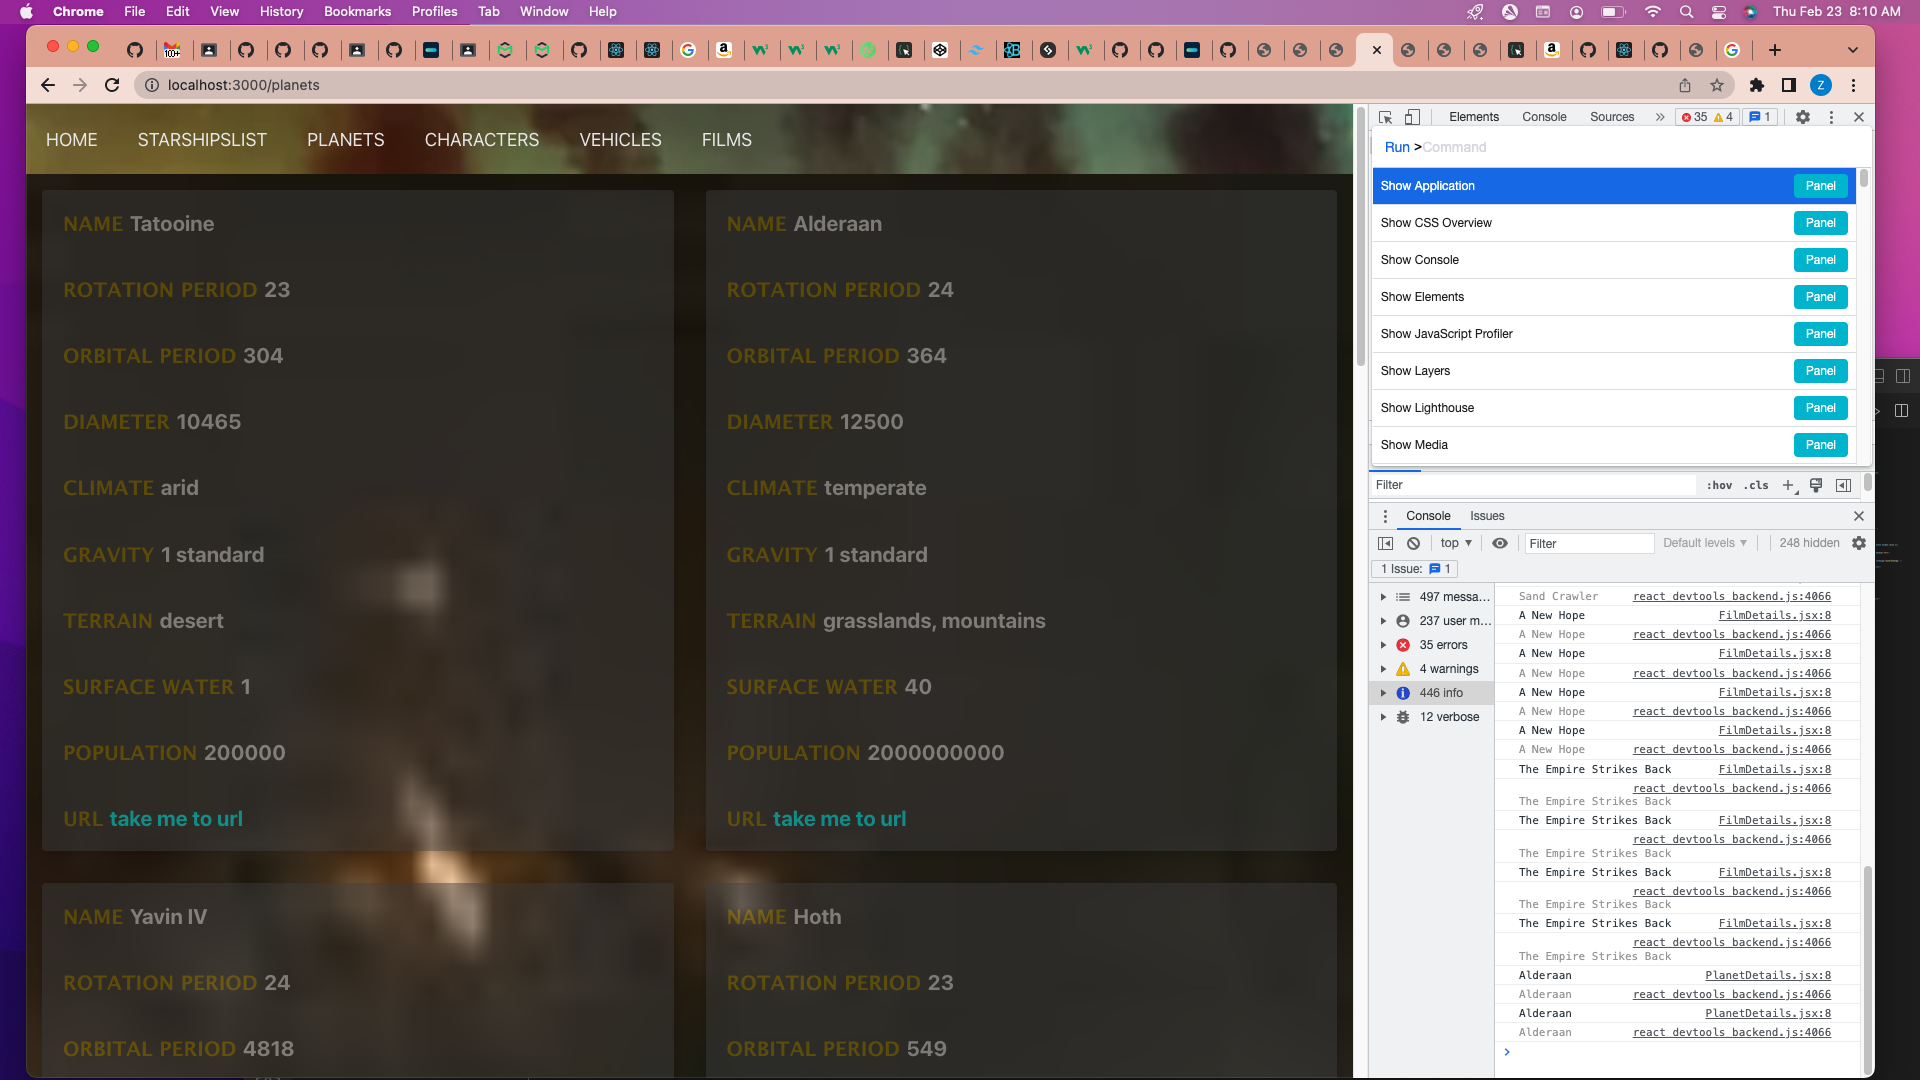 Chrome File Edit View History Bookmarks Profiles Tab Window Help
Thu Feb 23 8:10 AM
100+
localhost:3000/planets
Z
HOME STARSHIPSLIST PLANETS CHARACTERS VEHICLES FILMS
NAME Tatooine
ROTATION PERIOD 23
ORBITAL PERIOD 304
DIAMETER 10465
CLIMATE arid
GRAVITY 1 standard
TERRAIN desert
SURFACE WATER 1
POPULATION 200000
URL take me to url
NAME Alderaan
ROTATION PERIOD 24
ORBITAL PERIOD 364
DIAMETER 12500
CLIMATE temperate
GRAVITY 1 standard
TERRAIN grasslands, mountains
SURFACE WATER 40
POPULATION 2000000000
URL take me to url
NAME Yavin IV
ROTATION PERIOD 24
ORBITAL PERIOD 4818
NAME Hoth
ROTATION PERIOD 23
ORBITAL PERIOD 549
Elements Console Sources » 35 4 1
Run >Command
Show Application Panel
Show CSS Overview Panel
Show Console Panel
Show Elements Panel
Show JavaScript Profiler Panel
Show Layers Panel
Show Lighthouse Panel
Show Media Panel
Filter :hov .cls +
Console Issues
top ▼ Filter Default levels ▼ 248 hidden
1 Issue: 1
497 messa...
237 user m...
35 errors
4 warnings
446 info
12 verbose
Sand Crawler react_devtools_backend.js:4066
A New Hope FilmDetails.jsx:8
A New Hope react_devtools_backend.js:4066
A New Hope FilmDetails.jsx:8
A New Hope react_devtools_backend.js:4066
A New Hope FilmDetails.jsx:8
A New Hope react_devtools_backend.js:4066
A New Hope FilmDetails.jsx:8
A New Hope react_devtools_backend.js:4066
The Empire Strikes Back FilmDetails.jsx:8
react_devtools_backend.js:4066
The Empire Strikes Back
The Empire Strikes Back FilmDetails.jsx:8
react_devtools_backend.js:4066
The Empire Strikes Back
The Empire Strikes Back FilmDetails.jsx:8
react_devtools_backend.js:4066
The Empire Strikes Back
The Empire Strikes Back FilmDetails.jsx:8
react_devtools_backend.js:4066
The Empire Strikes Back
Alderaan PlanetDetails.jsx:8
Alderaan react_devtools_backend.js:4066
Alderaan PlanetDetails.jsx:8
Alderaan react_devtools_backend.js:4066
>